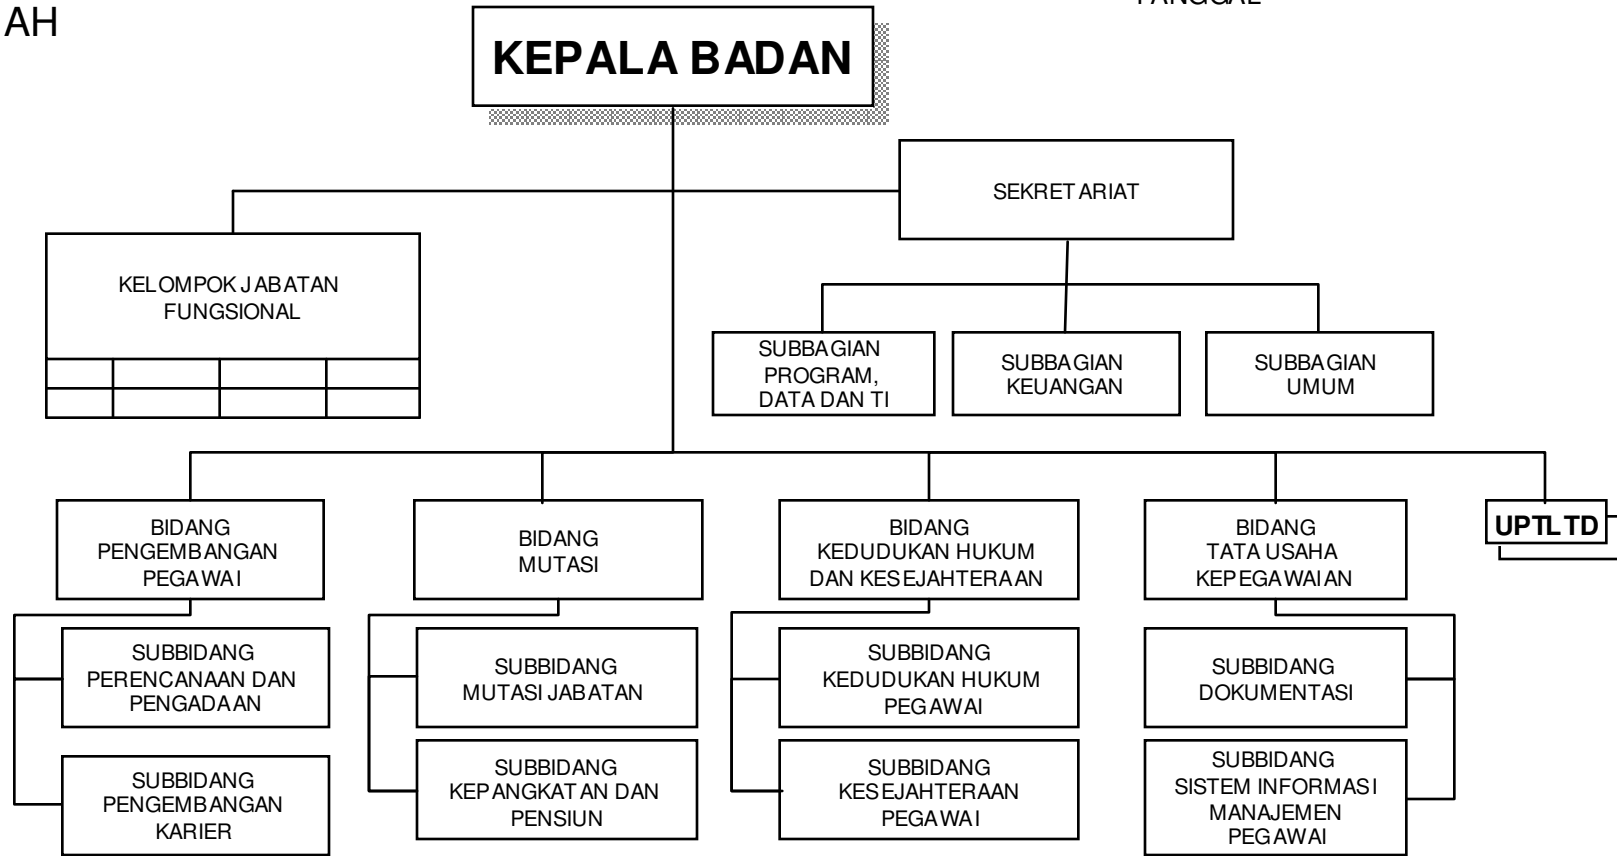 AH
KEPALA BADAN
SEKRETARIAT
KELOMPOK JABATAN
FUNGSIONAL
SUBBAGIAN
PROGRAM,
DATA DAN TI
SUBBAGIAN
KEUANGAN
SUBBAGIAN
UMUM
BIDANG
PENGEMBANGAN
PEGAWAI
BIDANG
MUTASI
BIDANG
KEDUDUKAN HUKUM
DAN KESEJAHTERAAN
BIDANG
TATA USAHA
KEPEGAWAIAN
UPTLTD
SUBBIDANG
PERENCANAAN DAN
PENGADAAN
SUBBIDANG
MUTASI JABATAN
SUBBIDANG
KEDUDUKAN HUKUM
PEGAWAI
SUBBIDANG
DOKUMENTASI
SUBBIDANG
PENGEMBANGAN
KARIER
SUBBIDANG
KEPANGKATAN DAN
PENSIUN
SUBBIDANG
KESEJAHTERAAN
PEGAWAI
SUBBIDANG
SISTEM INFORMASI
MANAJEMEN
PEGAWAI